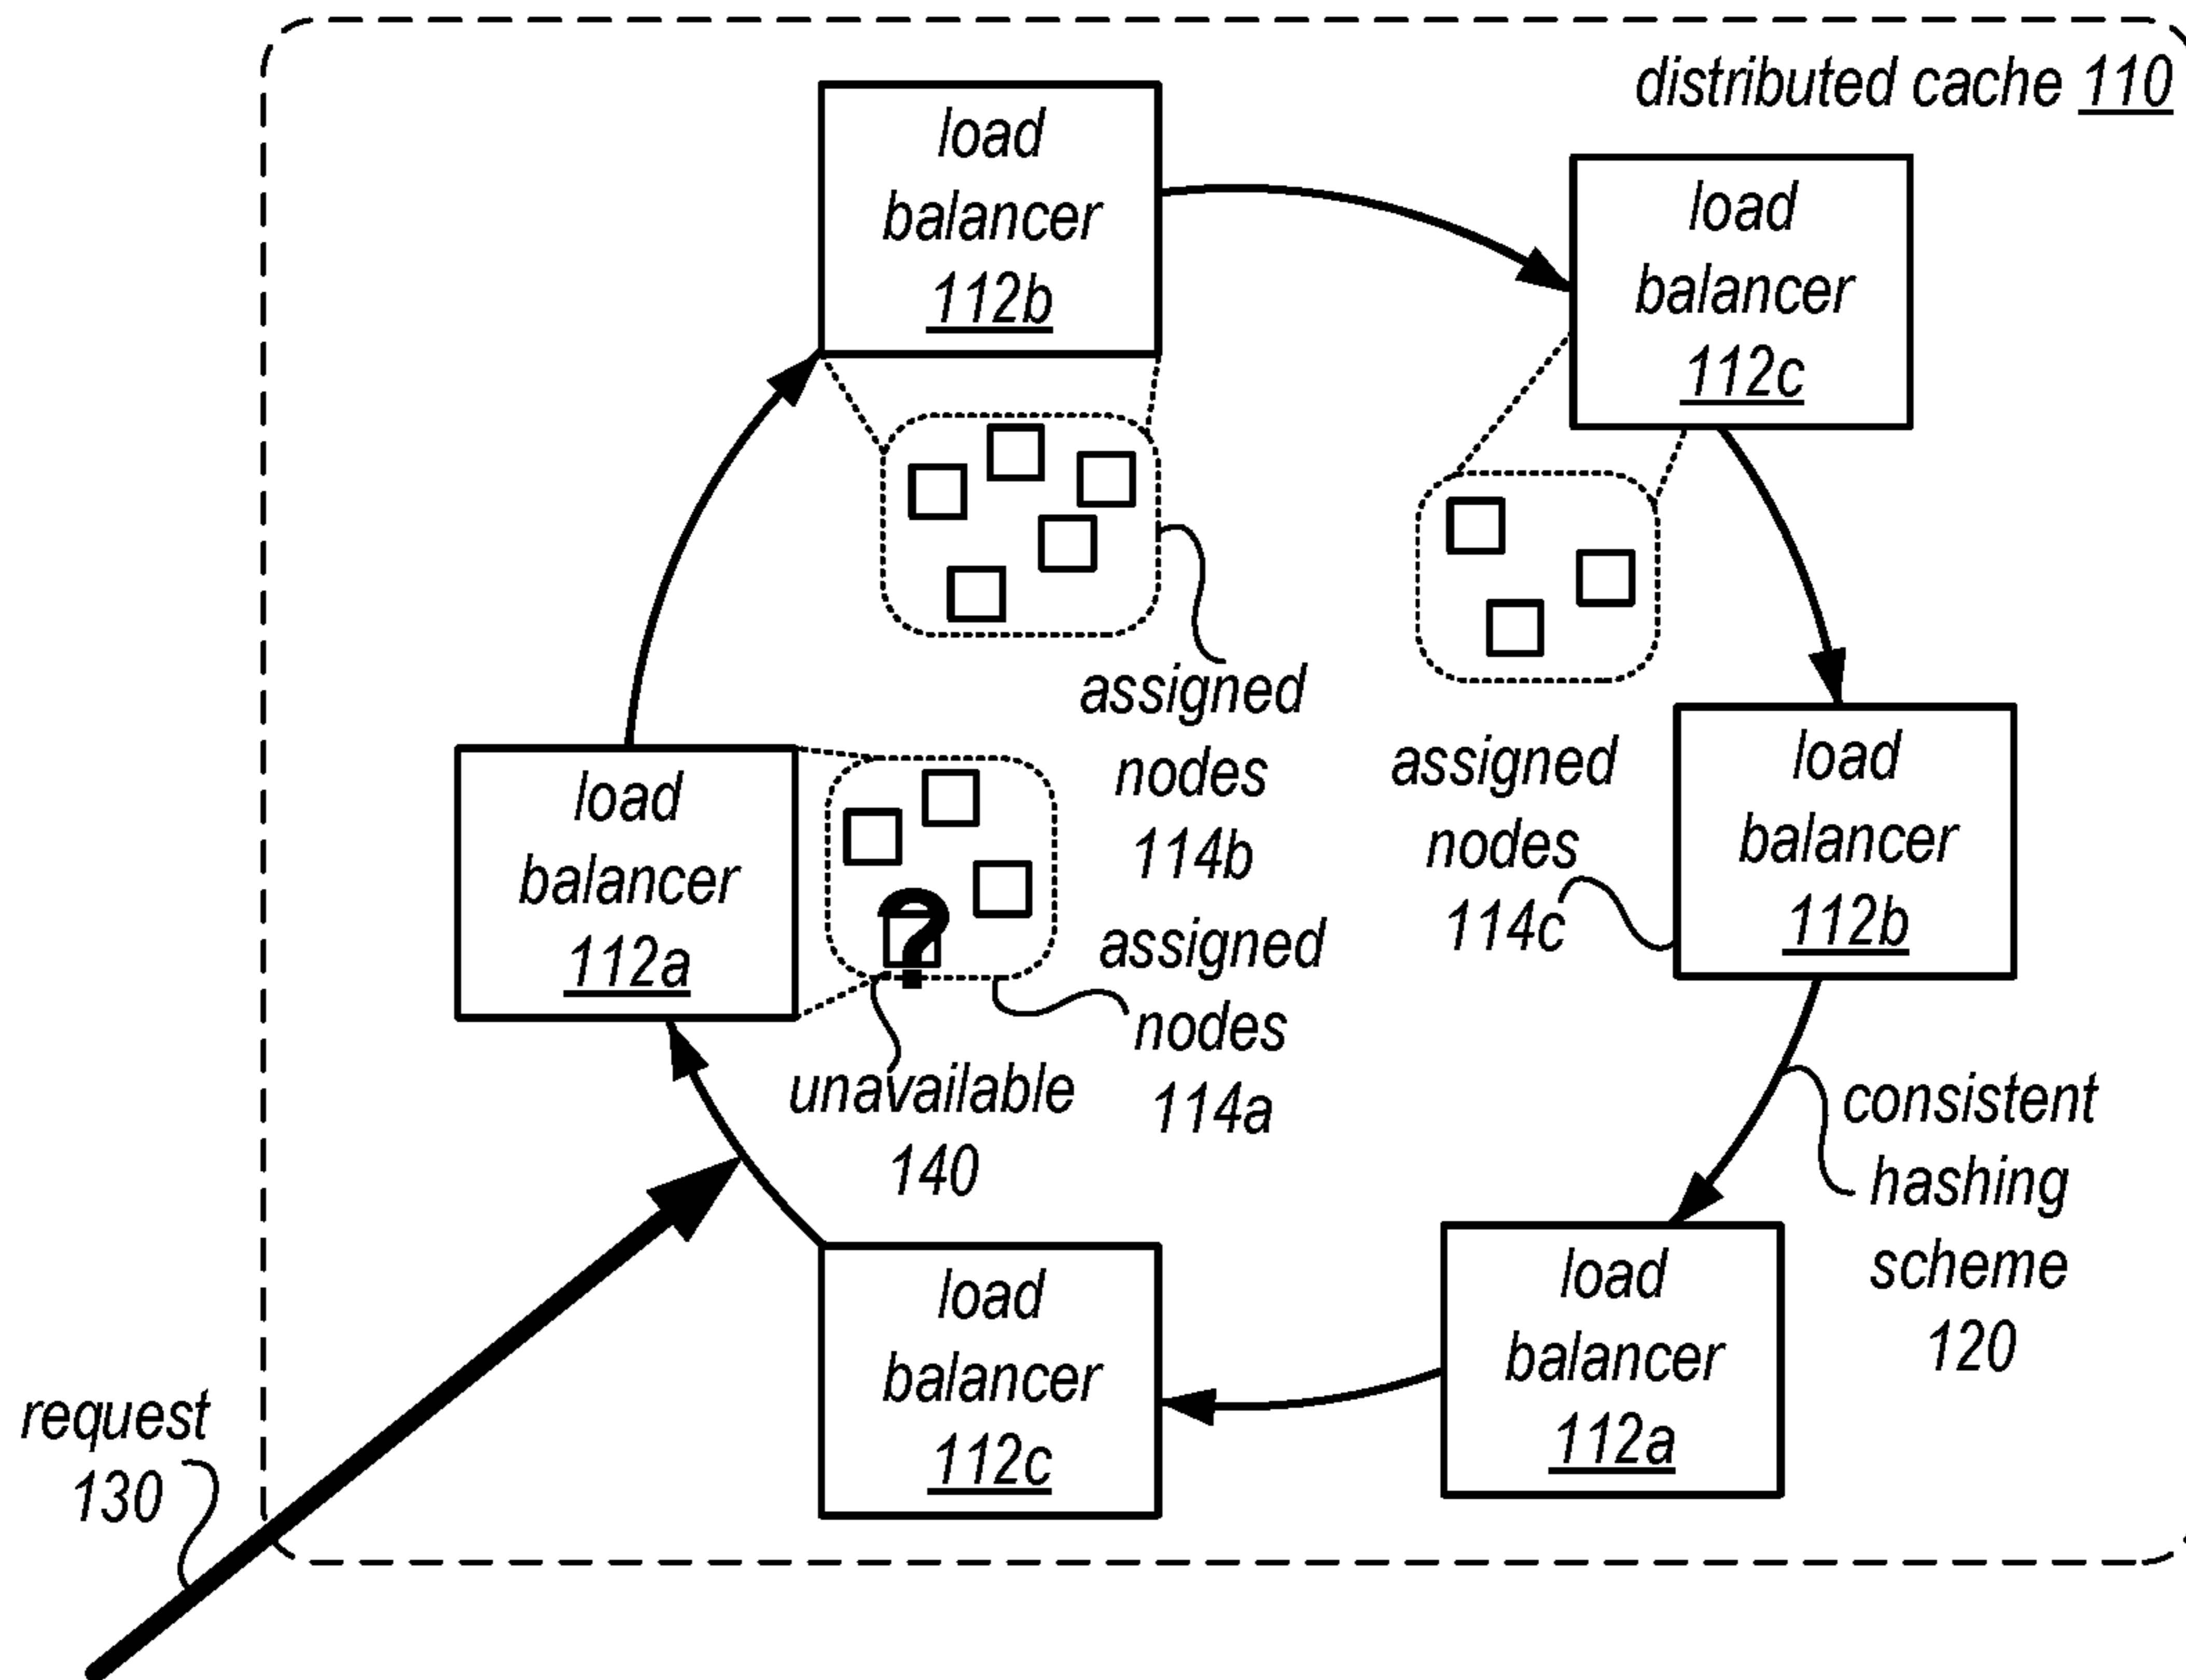 distributed cache 110
load
balancer
112b
load
balancer
112c
assigned
nodes
114b
assigned
nodes
114c
load
balancer
112b
load
balancer
112a
?
unavailable
140
assigned
nodes
114a
consistent
hashing
scheme
120
load
balancer
112c
load
balancer
112a
request
130